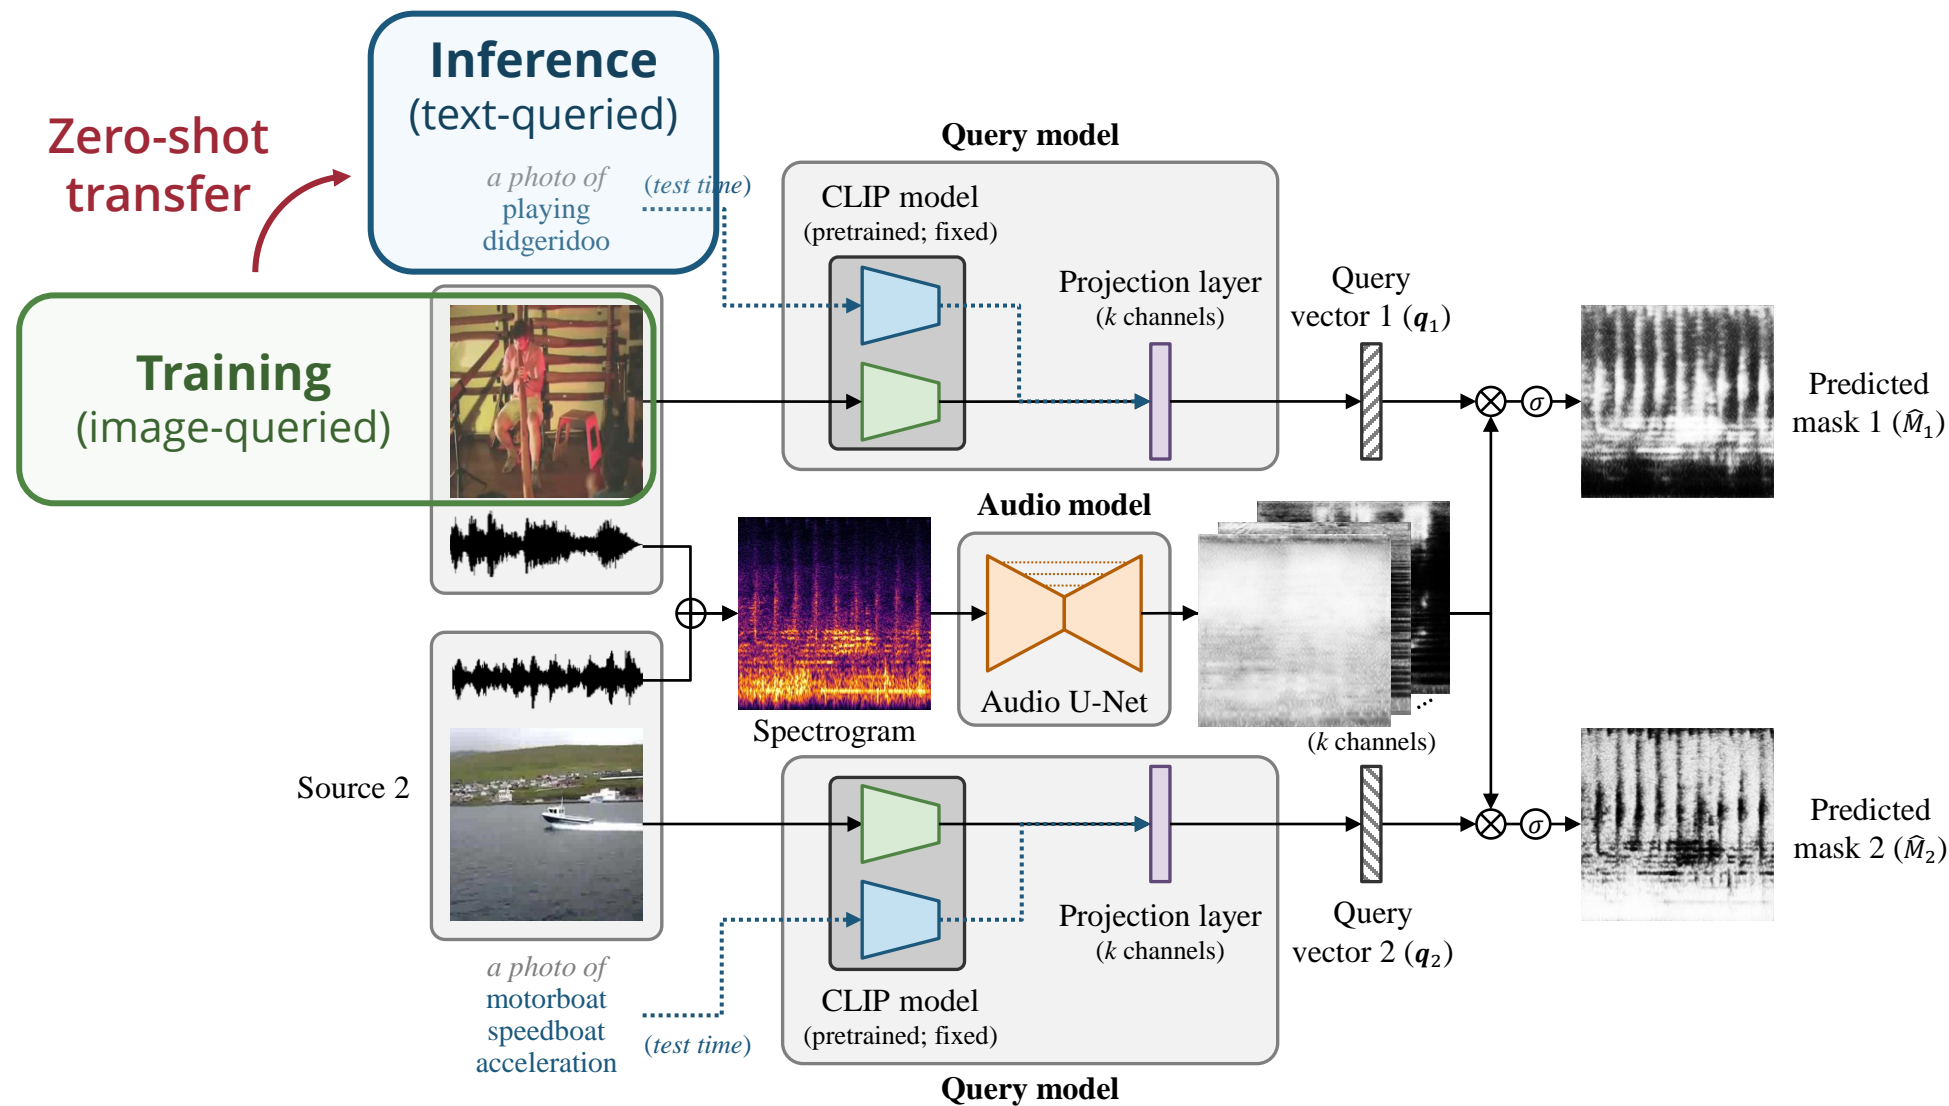 Inference
(text-queried)
Zero-shot
transfer
a photo of
playing
didgeridoo
(test time)
Training
(image-queried)
Query model
CLIP model
(pretrained; fixed)
Projection layer
(k channels)
Query
vector 1 (q₁)
σ
Predicted
mask 1 (M̂₁)
Audio model
Audio U-Net
Spectrogram
...
(k channels)
Source 2
a photo of
motorboat
speedboat
acceleration
(test time)
Projection layer
(k channels)
CLIP model
(pretrained; fixed)
Query model
Query
vector 2 (q₂)
σ
Predicted
mask 2 (M̂₂)